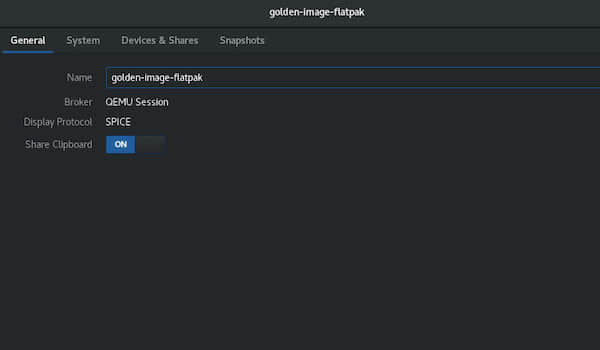 golden-image-flatpak
General System Devices & Shares Snapshots
Name golden-image-flatpak
Broker QEMU Session
Display Protocol SPICE
Share Clipboard ON